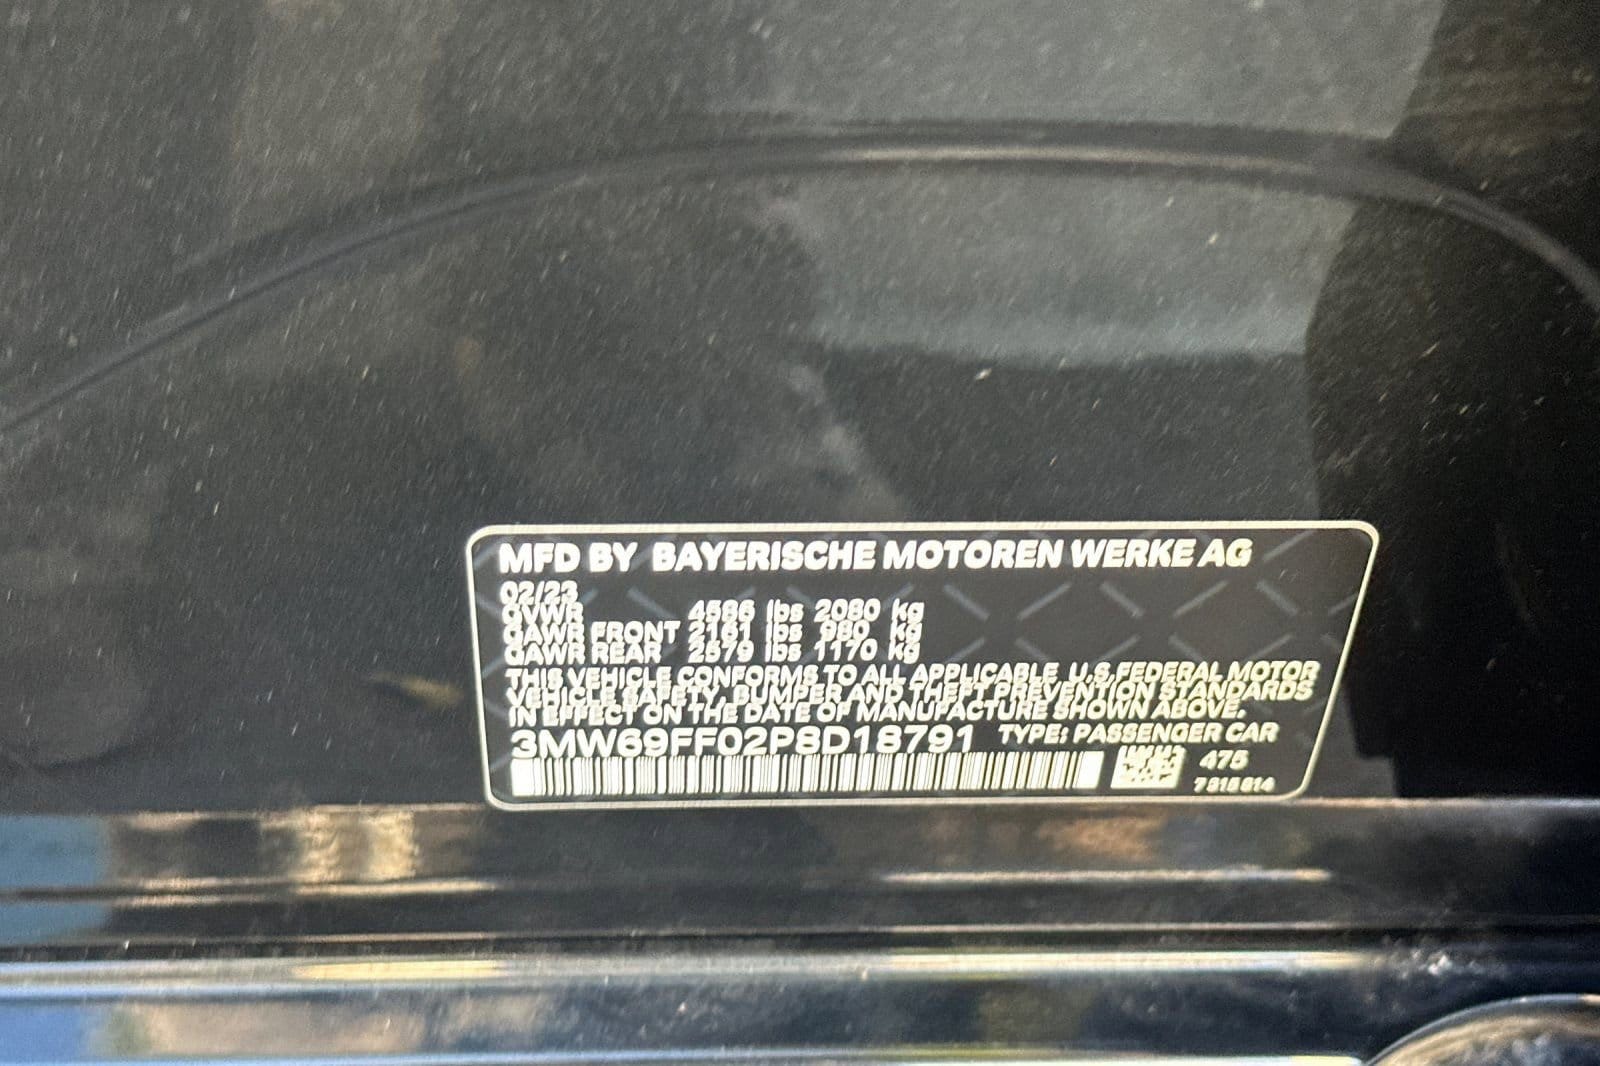 MFD BY BAYERISCHE MOTOREN WERKE AG
02/23
GVWR 4586 lbs 2080 kg
GAWR FRONT 2161 lbs 980 kg
GAWR REAR 2579 lbs 1170 kg
THIS VEHICLE CONFORMS TO ALL APPLICABLE U.S.FEDERAL MOTOR
VEHICLE SAFETY, BUMPER AND THEFT PREVENTION STANDARDS
IN EFFECT ON THE DATE OF MANUFACTURE SHOWN ABOVE.
3MW69FF02P8D18791 TYPE: PASSENGER CAR
475